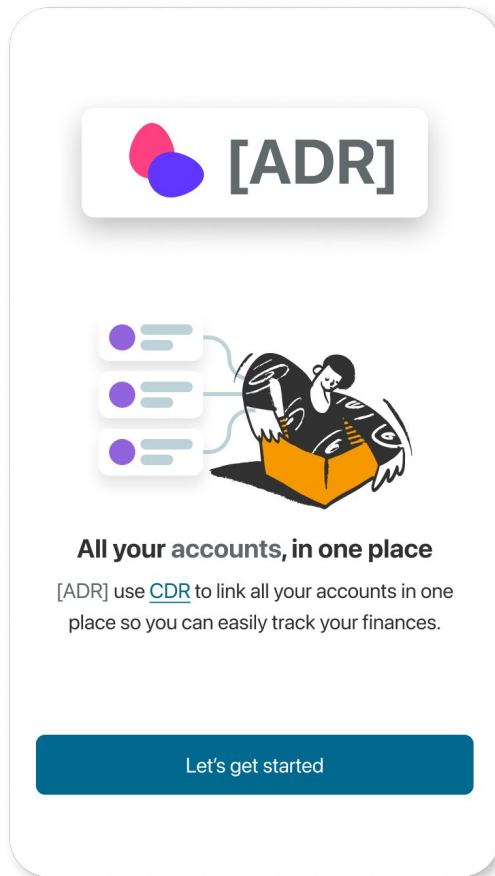 [ADR]
All your accounts, in one place
[ADR] use CDR to link all your accounts in one
place so you can easily track your finances.
Let’s get started